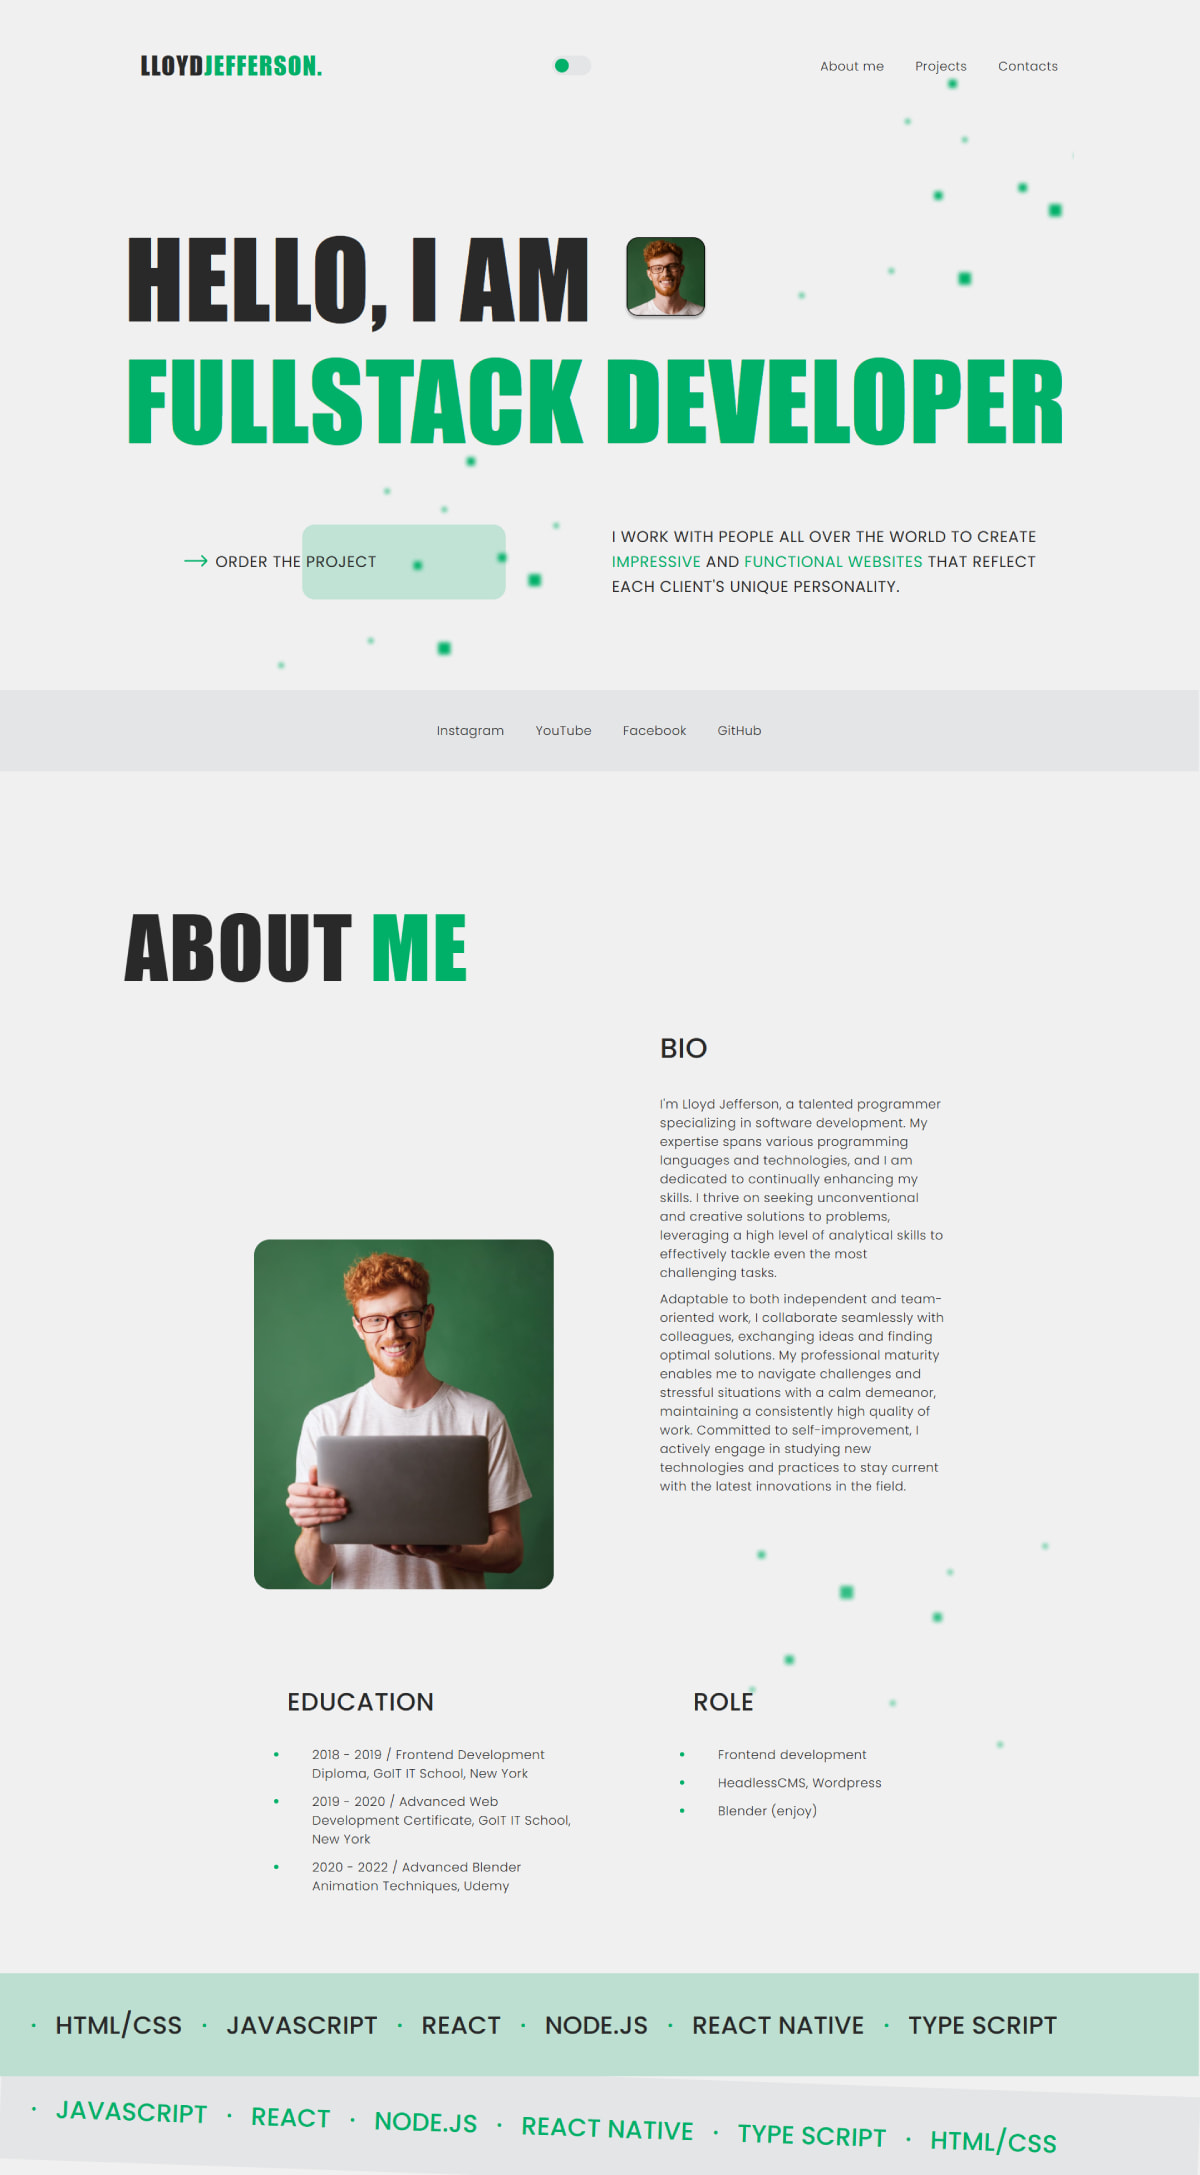 LLOYDJEFFERSON.
About me Projects Contacts
HELLO, I AM
FULLSTACK DEVELOPER
ORDER THE PROJECT
I WORK WITH PEOPLE ALL OVER THE WORLD TO CREATE
IMPRESSIVE AND FUNCTIONAL WEBSITES THAT REFLECT
EACH CLIENT'S UNIQUE PERSONALITY.
Instagram YouTube Facebook GitHub
ABOUT ME
BIO
I'm Lloyd Jefferson, a talented programmer
specializing in software development. My
expertise spans various programming
languages and technologies, and I am
dedicated to continually enhancing my
skills. I thrive on seeking unconventional
and creative solutions to problems,
leveraging a high level of analytical skills to
effectively tackle even the most
challenging tasks.
Adaptable to both independent and team-
oriented work, I collaborate seamlessly with
colleagues, exchanging ideas and finding
optimal solutions. My professional maturity
enables me to navigate challenges and
stressful situations with a calm demeanor,
maintaining a consistently high quality of
work. Committed to self-improvement, I
actively engage in studying new
technologies and practices to stay current
with the latest innovations in the field.
EDUCATION
• 2018 - 2019 / Frontend Development
Diploma, GoIT IT School, New York
• 2019 - 2020 / Advanced Web
Development Certificate, GoIT IT School,
New York
• 2020 - 2022 / Advanced Blender
Animation Techniques, Udemy
ROLE
• Frontend development
• HeadlessCMS, Wordpress
• Blender (enjoy)
· HTML/CSS · JAVASCRIPT · REACT · NODE.JS · REACT NATIVE · TYPE SCRIPT
· JAVASCRIPT · REACT · NODE.JS · REACT NATIVE · TYPE SCRIPT · HTML/CSS